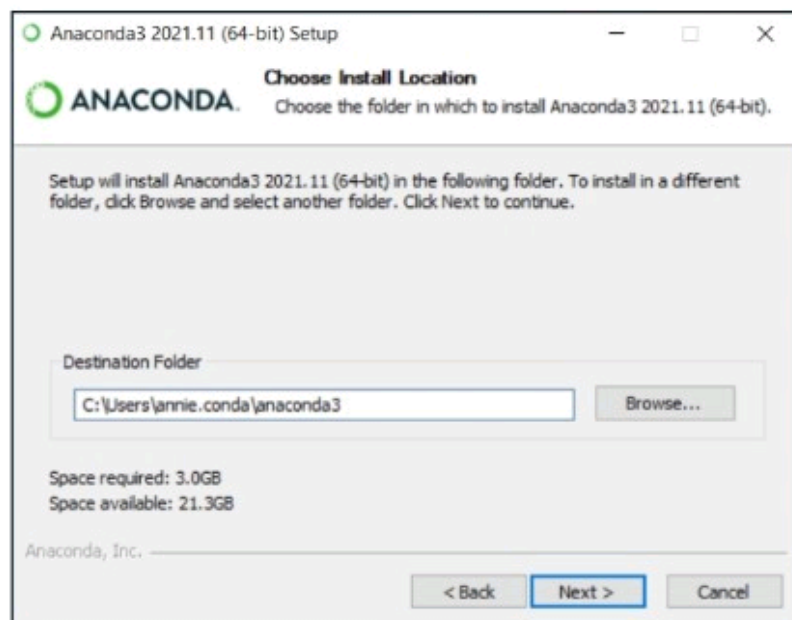 Anaconda3 2021.11 (64-bit) Setup
ANACONDA.
Choose Install Location
Choose the folder in which to install Anaconda3 2021.11 (64-bit).
Setup will install Anaconda3 2021.11 (64-bit) in the following folder. To install in a different
folder, click Browse and select another folder. Click Next to continue.
Destination Folder
C:\Users\annie.conda\anaconda3
Browse...
Space required: 3.0GB
Space available: 21.3GB
Anaconda, Inc.
< Back
Next >
Cancel